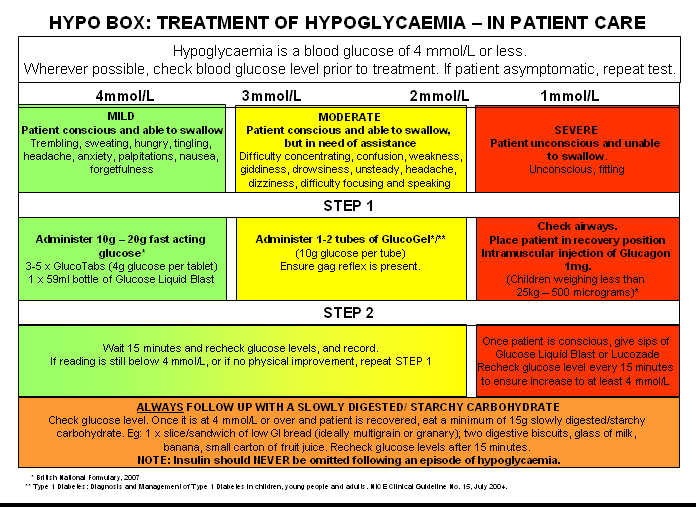 HYPO BOX: TREATMENT OF HYPOGLYCAEMIA – IN PATIENT CARE
Hypoglycaemia is a blood glucose of 4 mmol/L or less.
Wherever possible, check blood glucose level prior to treatment. If patient asymptomatic, repeat test.
4mmol/L 3mmol/L 2mmol/L 1mmol/L
MILD
Patient conscious and able to swallow
Trembling, sweating, hungry, tingling,
headache, anxiety, palpitations, nausea,
forgetfulness
MODERATE
Patient conscious and able to swallow,
but in need of assistance
Difficulty concentrating, confusion, weakness,
giddiness, drowsiness, unsteady, headache,
dizziness, difficulty focusing and speaking
SEVERE
Patient unconscious and unable
to swallow.
Unconscious, fitting
STEP 1
Administer 10g – 20g fast acting
glucose*
3-5 x GlucoTabs (4g glucose per tablet)
1 x 59ml bottle of Glucose Liquid Blast
Administer 1-2 tubes of GlucoGel*/**
(10g glucose per tube)
Ensure gag reflex is present.
Check airways.
Place patient in recovery position
Intramuscular injection of Glucagon
1mg.
(Children weighing less than
25kg – 500 micrograms)*
STEP 2
Wait 15 minutes and recheck glucose levels, and record.
If reading is still below 4 mmol/L, or if no physical improvement, repeat STEP 1
Once patient is conscious, give sips of
Glucose Liquid Blast or Lucozade
Recheck glucose level every 15 minutes
to ensure increase to at least 4 mmol/L
ALWAYS FOLLOW UP WITH A SLOWLY DIGESTED/ STARCHY CARBOHYDRATE
Check glucose level. Once it is at 4 mmol/L or over and patient is recovered, eat a minimum of 15g slowly digested/starchy
carbohydrate. Eg: 1 x slice/sandwich of low GI bread (ideally multigrain or granary); two digestive biscuits, glass of milk,
banana, small carton of fruit juice. Recheck glucose levels after 15 minutes.
NOTE: Insulin should NEVER be omitted following an episode of hypoglycaemia.
* British National Formulary, 2007
** Type 1 Diabetes: Diagnosis and Management of Type 1 Diabetes in children, young people and adults. NICE Clinical Guideline No. 15, July 2004.